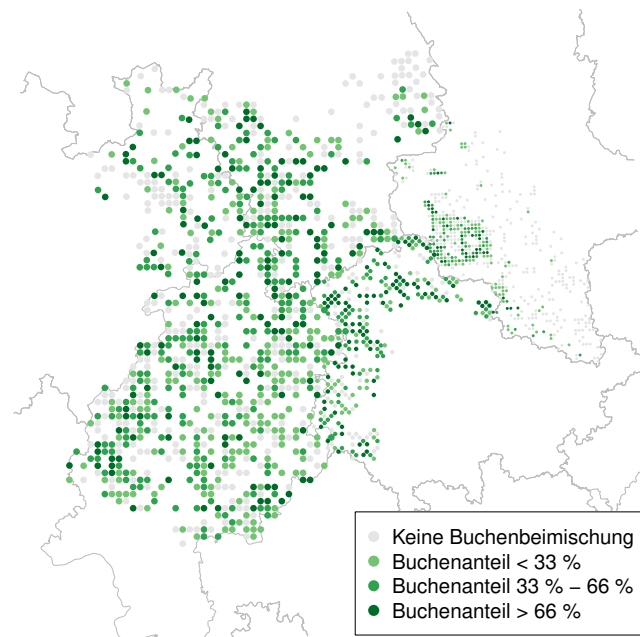 Keine Buchenbeimischung
Buchenanteil < 33 %
Buchenanteil 33 % – 66 %
Buchenanteil > 66 %